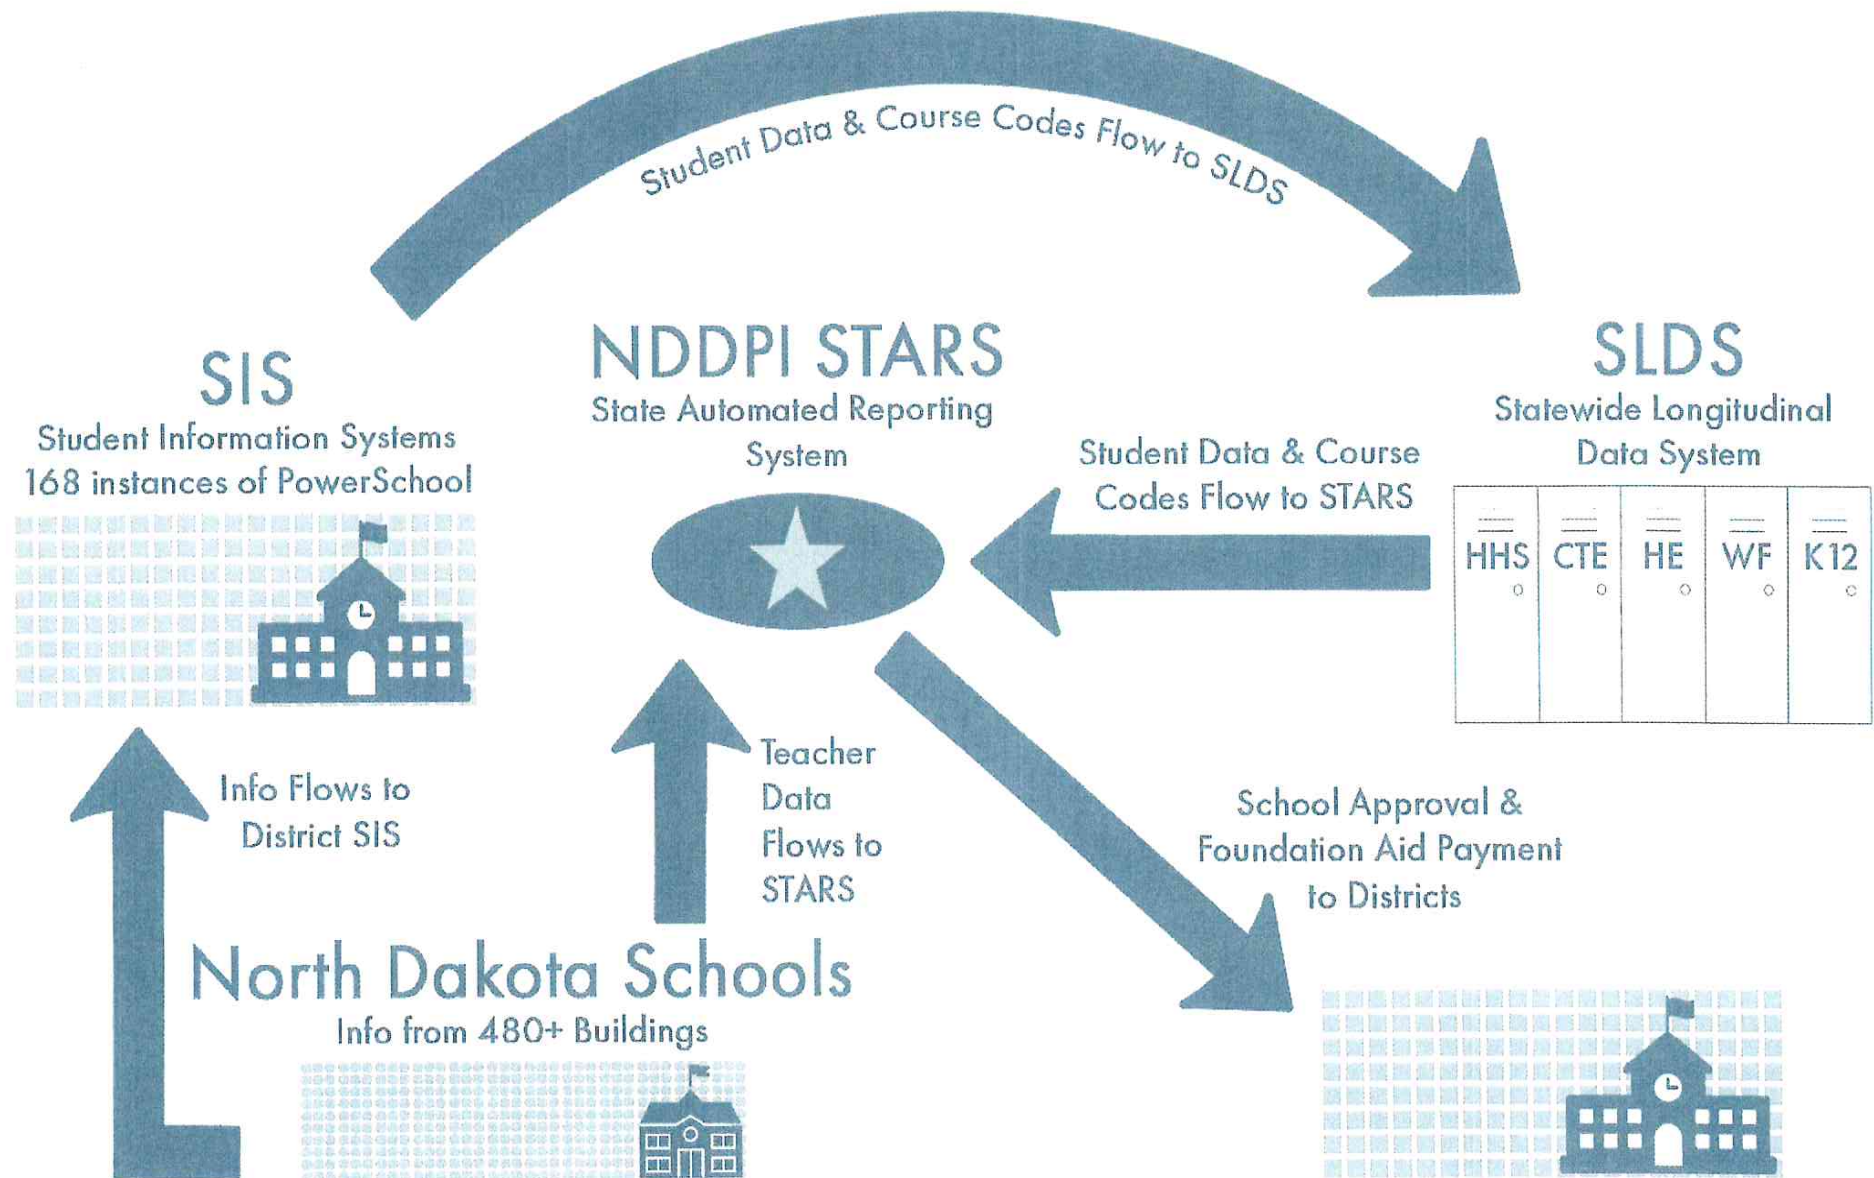 Student Data & Course Codes Flow to SLDS
SIS
Student Information Systems
168 instances of PowerSchool
NDDPI STARS
State Automated Reporting
System
Student Data & Course
Codes Flow to STARS
SLDS
Statewide Longitudinal
Data System
HHS
CTE
HE
WF
K12
Info Flows to
District SIS
Teacher
Data
Flows to
STARS
School Approval &
Foundation Aid Payment
to Districts
North Dakota Schools
Info from 480+ Buildings